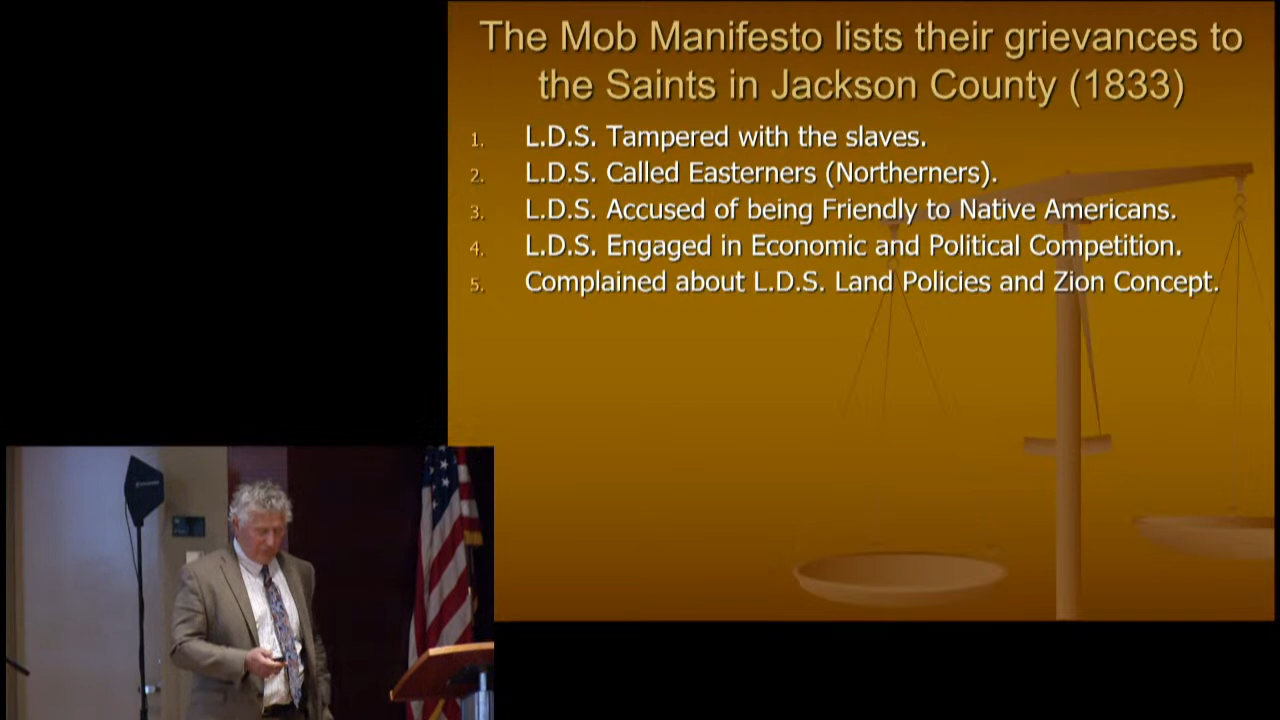 The Mob Manifesto lists their grievances to
the Saints in Jackson County (1833)
1. L.D.S. Tampered with the slaves.
2. L.D.S. Called Easterners (Northerners).
3. L.D.S. Accused of being Friendly to Native Americans.
4. L.D.S. Engaged in Economic and Political Competition.
5. Complained about L.D.S. Land Policies and Zion Concept.